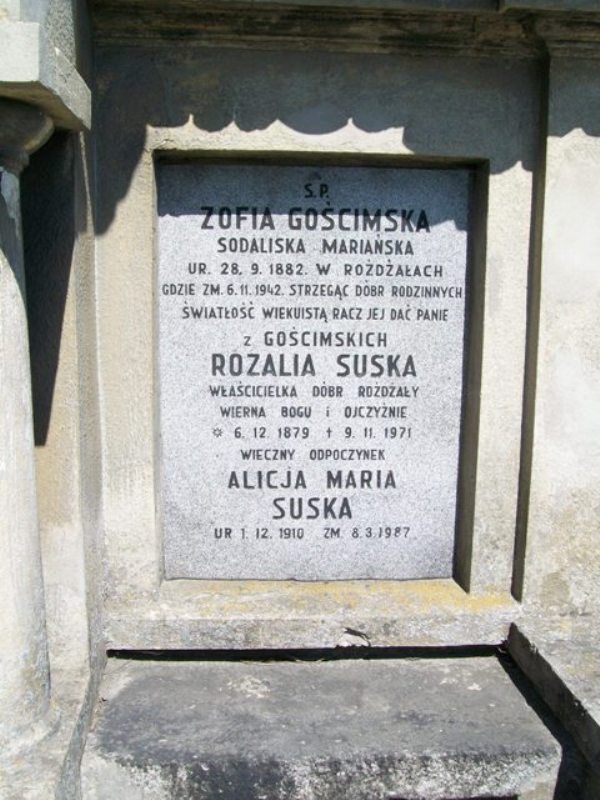 Ś.P.
ZOFIA GOŚCIMSKA
SODALISKA MARIAŃSKA
UR. 28. 9. 1882. W ROŻDŻAŁACH
GDZIE ZM. 6. 11. 1942. STRZEGĄC DÓBR RODZINNYCH
ŚWIATŁOŚĆ WIEKUISTĄ RACZ JEJ DAĆ PANIE
z GOŚCIMSKICH
ROZALIA SUSKA
WŁAŚCICIELKA DÓBR ROŻDŻAŁY
WIERNA BOGU i OJCZYŹNIE
☆ 6. 12 1879 † 9. 11. 1971
WIECZNY ODPOCZYNEK
ALICJA MARIA
SUSKA
UR 1. 12. 1910 ZM. 8. 3. 1987